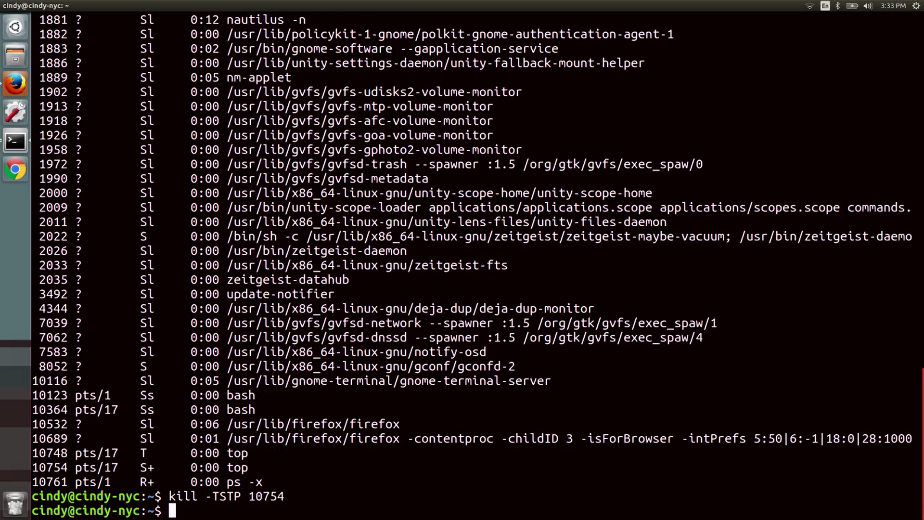 cindy@cindy-nyc: ~ En 3:33 PM
1881 ? Sl 0:12 nautilus -n
1882 ? Sl 0:00 /usr/lib/policykit-1-gnome/polkit-gnome-authentication-agent-1
1883 ? Sl 0:02 /usr/bin/gnome-software --gapplication-service
1886 ? Sl 0:00 /usr/lib/unity-settings-daemon/unity-fallback-mount-helper
1889 ? Sl 0:05 nm-applet
1902 ? Sl 0:00 /usr/lib/gvfs/gvfs-udisks2-volume-monitor
1913 ? Sl 0:00 /usr/lib/gvfs/gvfs-mtp-volume-monitor
1918 ? Sl 0:00 /usr/lib/gvfs/gvfs-afc-volume-monitor
1926 ? Sl 0:00 /usr/lib/gvfs/gvfs-goa-volume-monitor
1958 ? Sl 0:00 /usr/lib/gvfs/gvfs-gphoto2-volume-monitor
1972 ? Sl 0:00 /usr/lib/gvfs/gvfsd-trash --spawner :1.5 /org/gtk/gvfs/exec_spaw/0
1990 ? Sl 0:00 /usr/lib/gvfs/gvfsd-metadata
2000 ? Sl 0:00 /usr/lib/x86_64-linux-gnu/unity-scope-home/unity-scope-home
2009 ? Sl 0:00 /usr/bin/unity-scope-loader applications/applications.scope applications/scopes.scope commands.
2011 ? Sl 0:00 /usr/lib/x86_64-linux-gnu/unity-lens-files/unity-files-daemon
2022 ? S 0:00 /bin/sh -c /usr/lib/x86_64-linux-gnu/zeitgeist/zeitgeist-maybe-vacuum; /usr/bin/zeitgeist-daemo
2026 ? Sl 0:00 /usr/bin/zeitgeist-daemon
2033 ? Sl 0:00 /usr/lib/x86_64-linux-gnu/zeitgeist-fts
2035 ? Sl 0:00 zeitgeist-datahub
3492 ? Sl 0:00 update-notifier
4344 ? Sl 0:00 /usr/lib/x86_64-linux-gnu/deja-dup/deja-dup-monitor
7039 ? Sl 0:00 /usr/lib/gvfs/gvfsd-network --spawner :1.5 /org/gtk/gvfs/exec_spaw/1
7062 ? Sl 0:00 /usr/lib/gvfs/gvfsd-dnssd --spawner :1.5 /org/gtk/gvfs/exec_spaw/4
7583 ? Sl 0:00 /usr/lib/x86_64-linux-gnu/notify-osd
8052 ? S 0:00 /usr/lib/x86_64-linux-gnu/gconf/gconfd-2
10116 ? Sl 0:05 /usr/lib/gnome-terminal/gnome-terminal-server
10123 pts/1 Ss 0:00 bash
10364 pts/17 Ss 0:00 bash
10532 ? Sl 0:06 /usr/lib/firefox/firefox
10689 ? Sl 0:01 /usr/lib/firefox/firefox -contentproc -childID 3 -isForBrowser -intPrefs 5:50|6:-1|18:0|28:1000
10748 pts/17 T 0:00 top
10754 pts/17 S+ 0:00 top
10761 pts/1 R+ 0:00 ps -x
cindy@cindy-nyc:~$ kill -TSTP 10754
cindy@cindy-nyc:~$